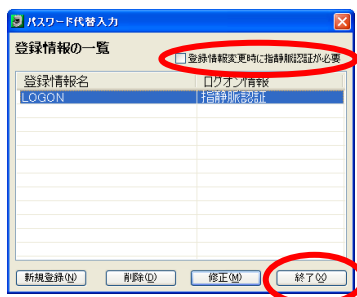 パスワード代替入力
登録情報の一覧
登録情報変更時に指静脈認証が必要
登録情報名 ログオン情報
LOGON 指静脈認証
新規登録(N) 削除(D) 修正(M) 終了(X)